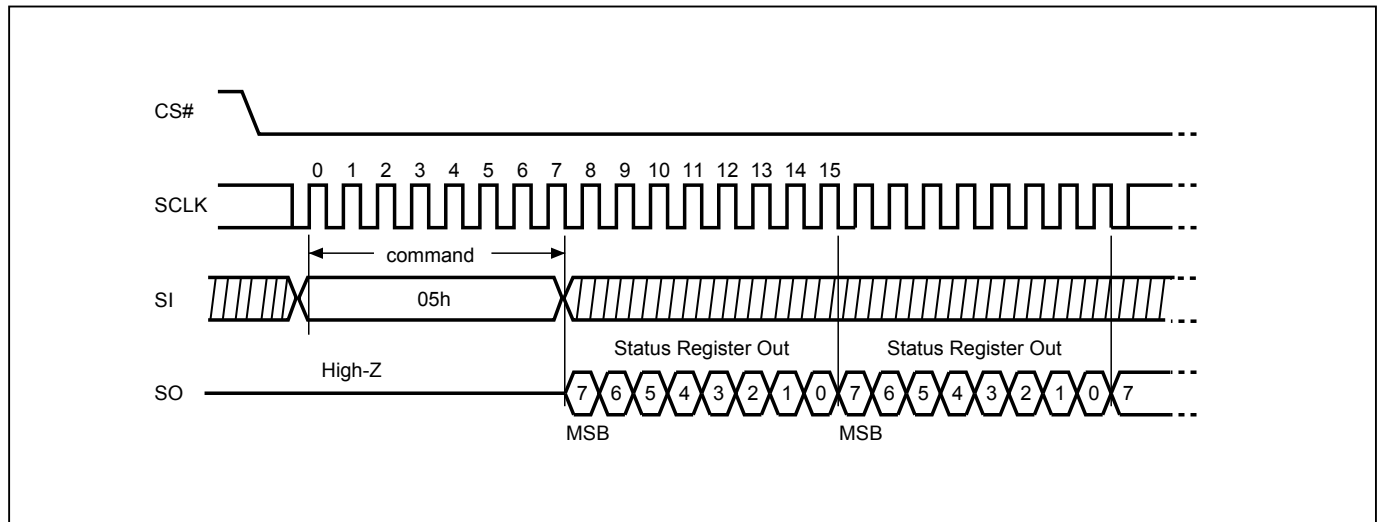 CS#
0 1 2 3 4 5 6 7 8 9 10 11 12 13 14 15
SCLK
command
SI
05h
Status Register Out Status Register Out
High-Z
SO
7 6 5 4 3 2 1 0 7 6 5 4 3 2 1 0 7
MSB MSB